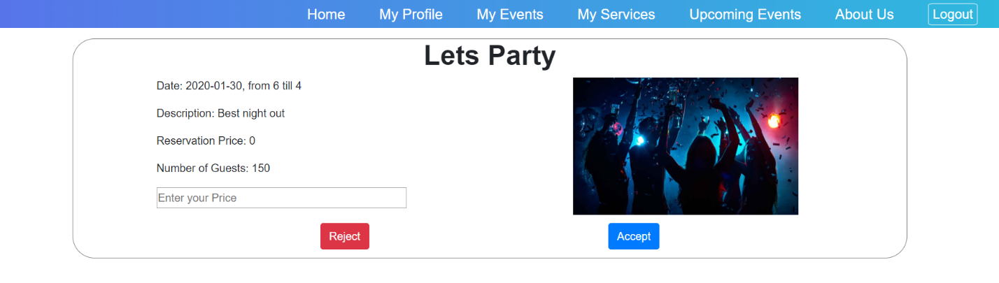 Home My Profile My Events My Services Upcoming Events About Us Logout
Lets Party
Date: 2020-01-30, from 6 till 4
Description: Best night out
Reservation Price: 0
Number of Guests: 150
Enter your Price
Reject Accept